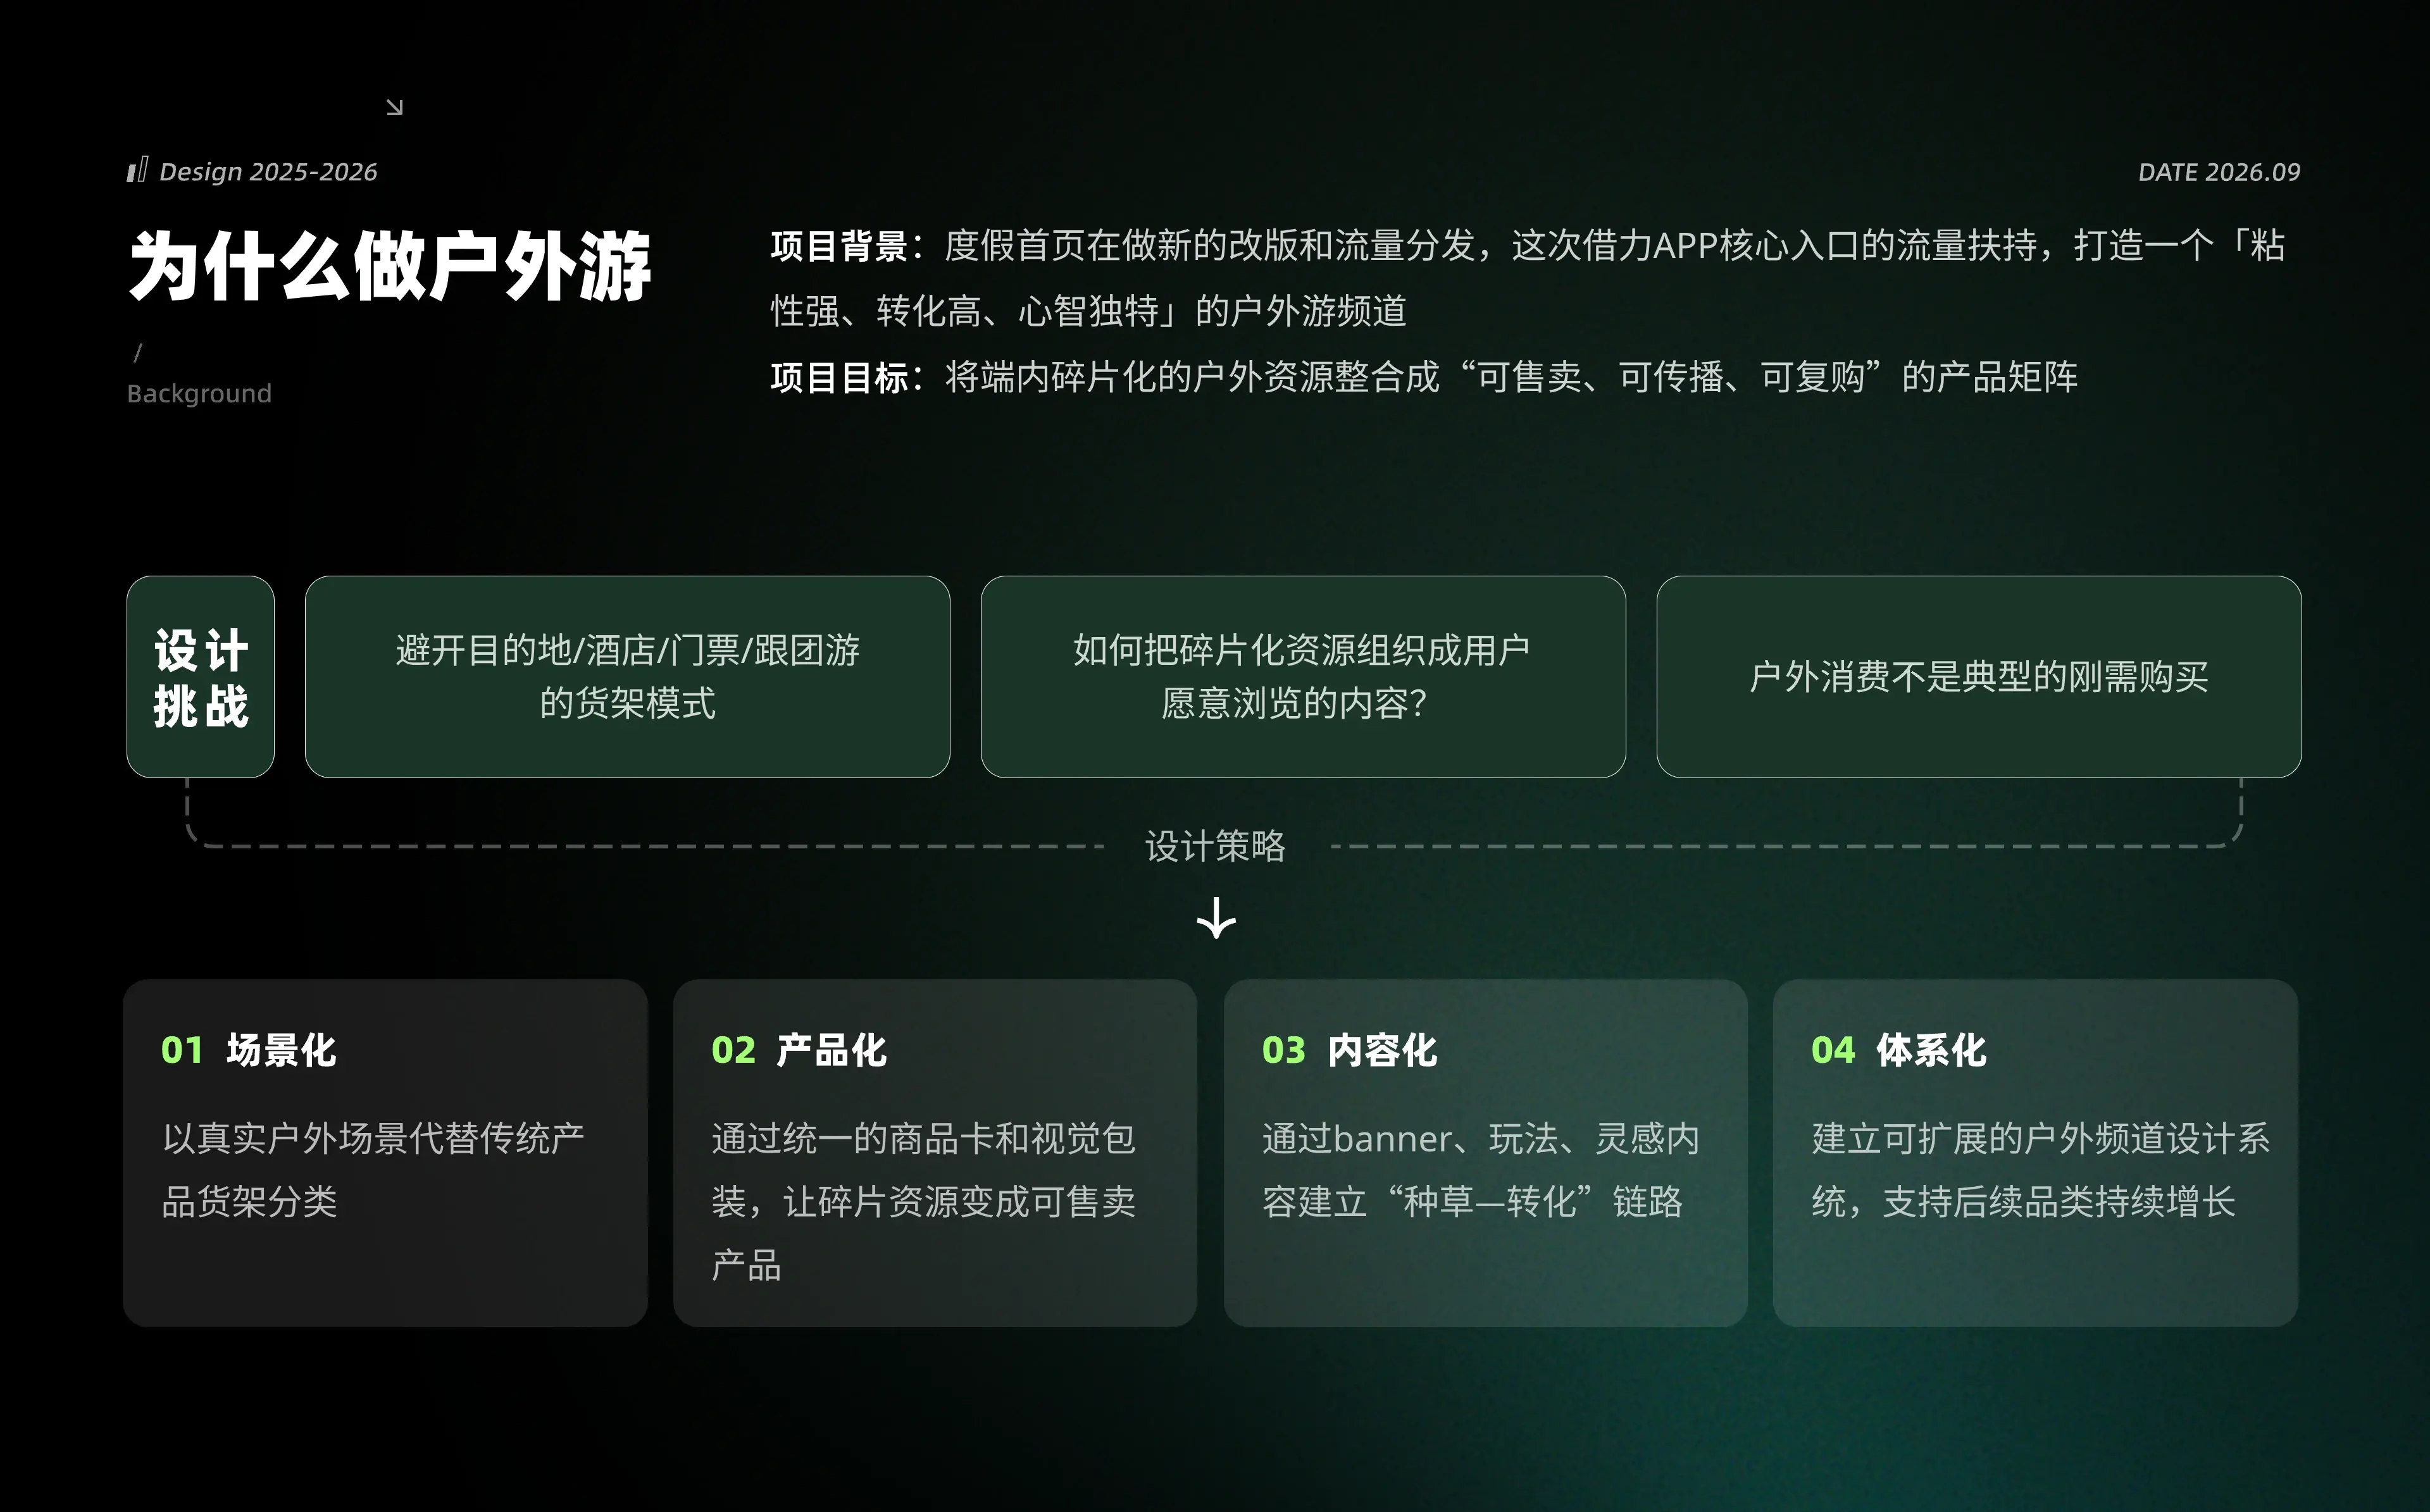 Design 2025-2026
DATE 2026.09
为什么做户外游
/
Background
项目背景：度假首页在做新的改版和流量分发，这次借力APP核心入口的流量扶持，打造一个「粘
性强、转化高、心智独特」的户外游频道
项目目标：将端内碎片化的户外资源整合成“可售卖、可传播、可复购”的产品矩阵
设计
挑战
避开目的地/酒店/门票/跟团游
的货架模式
如何把碎片化资源组织成用户
愿意浏览的内容？
户外消费不是典型的刚需购买
设计策略
01 场景化
以真实户外场景代替传统产
品货架分类
02 产品化
通过统一的商品卡和视觉包
装，让碎片资源变成可售卖
产品
03 内容化
通过banner、玩法、灵感内
容建立“种草—转化”链路
04 体系化
建立可扩展的户外频道设计系
统，支持后续品类持续增长